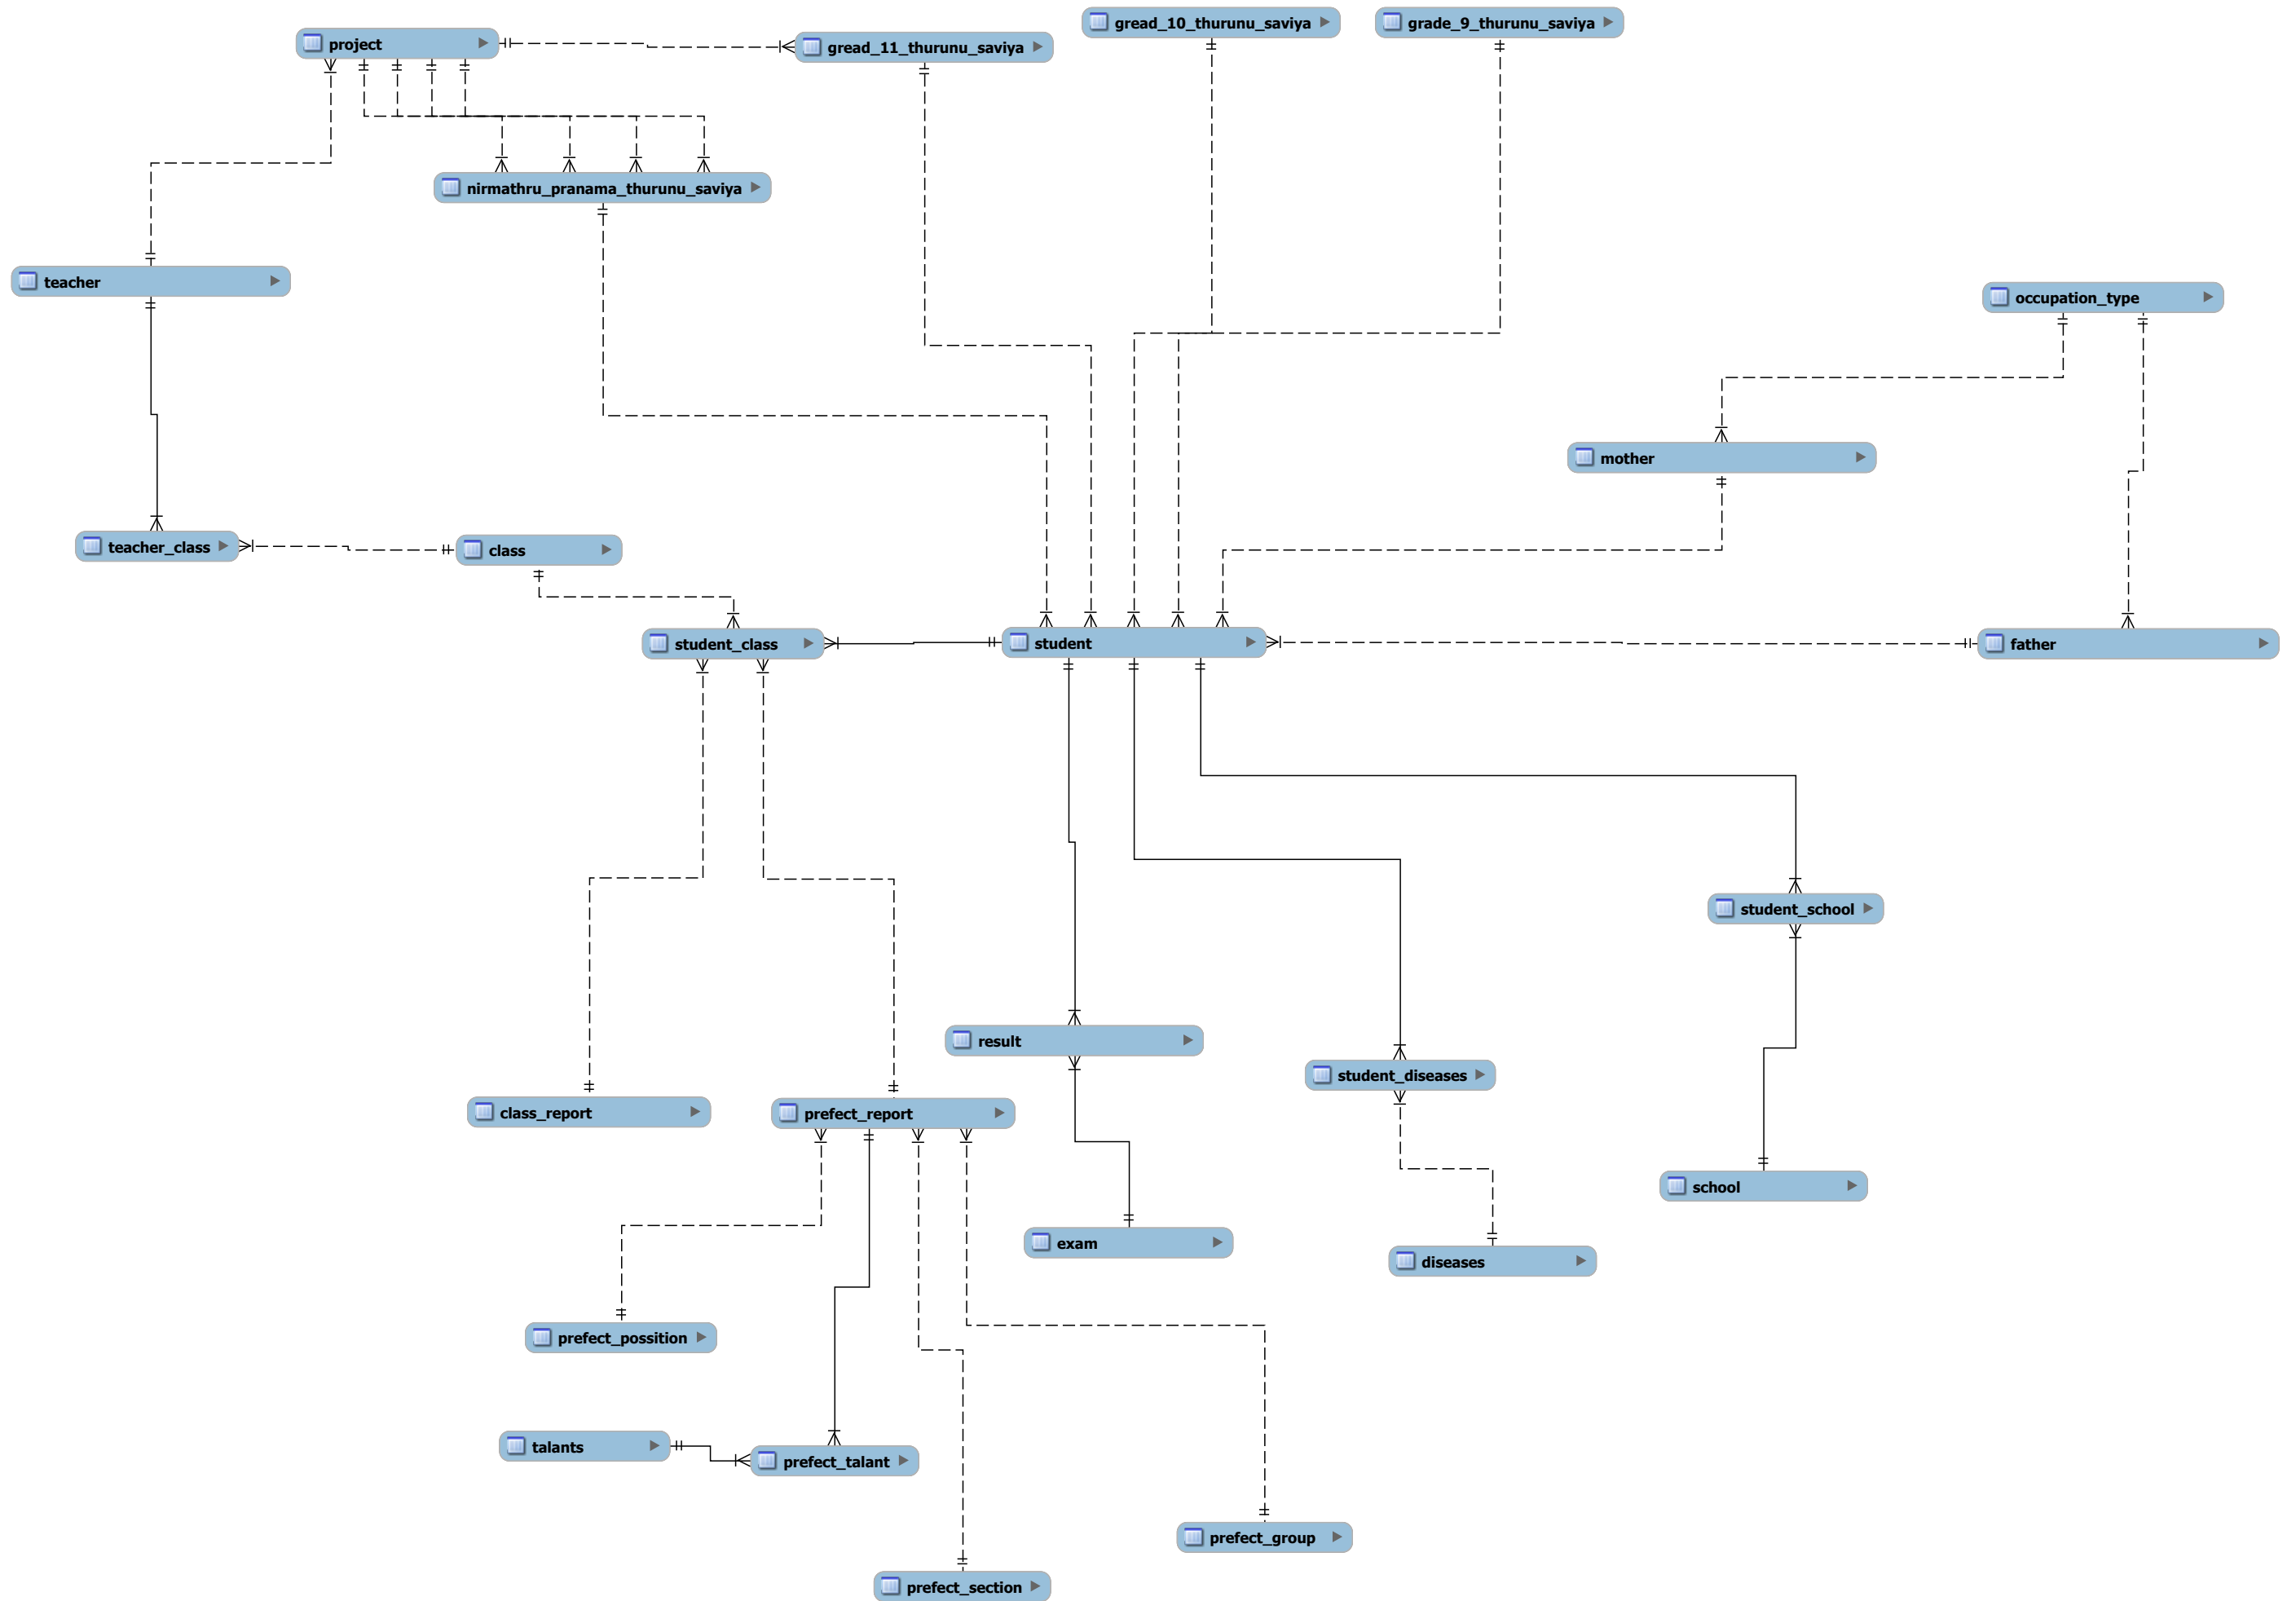 gread_10_thurunu_saviya
grade_9_thurunu_saviya
project
gread_11_thurunu_saviya
nirmathru_pranama_thurunu_saviya
teacher
occupation_type
mother
teacher_class
class
student_class
student
father
student_school
result
student_diseases
class_report
prefect_report
school
exam
diseases
prefect_possition
talants
prefect_talant
prefect_group
prefect_section